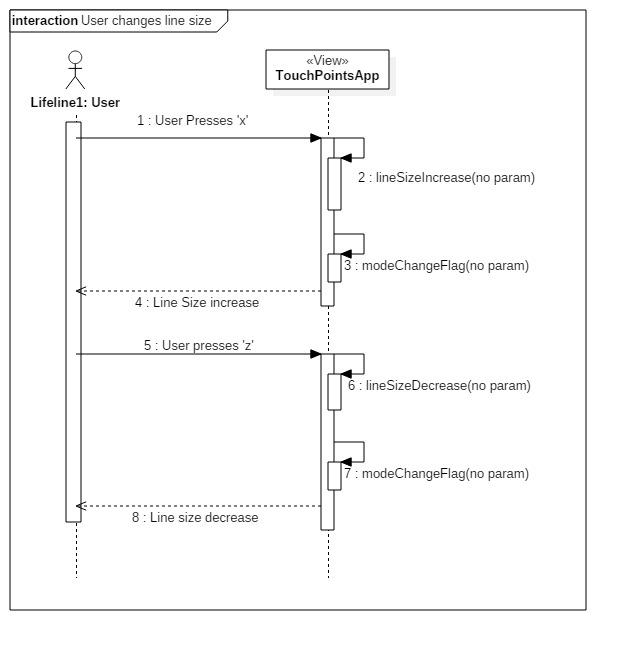 interaction User changes line size
«View»
TouchPointsApp
Lifeline1: User
1 : User Presses 'x'
2 : lineSizeIncrease(no param)
3 : modeChangeFlag(no param)
4 : Line Size increase
5 : User presses 'z'
6 : lineSizeDecrease(no param)
7 : modeChangeFlag(no param)
8 : Line size decrease